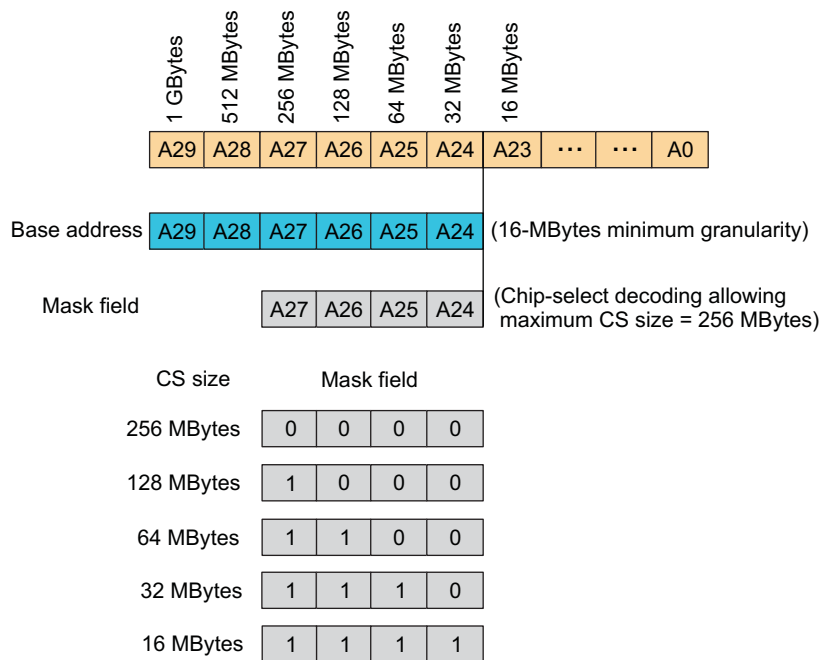 1 GBytes 512 MBytes 256 MBytes 128 MBytes 64 MBytes 32 MBytes 16 MBytes
A29 A28 A27 A26 A25 A24 A23 ... ... A0
Base address A29 A28 A27 A26 A25 A24 (16-MBytes minimum granularity)
Mask field A27 A26 A25 A24 (Chip-select decoding allowing
maximum CS size = 256 MBytes)
CS size Mask field
256 MBytes 0 0 0 0
128 MBytes 1 0 0 0
64 MBytes 1 1 0 0
32 MBytes 1 1 1 0
16 MBytes 1 1 1 1